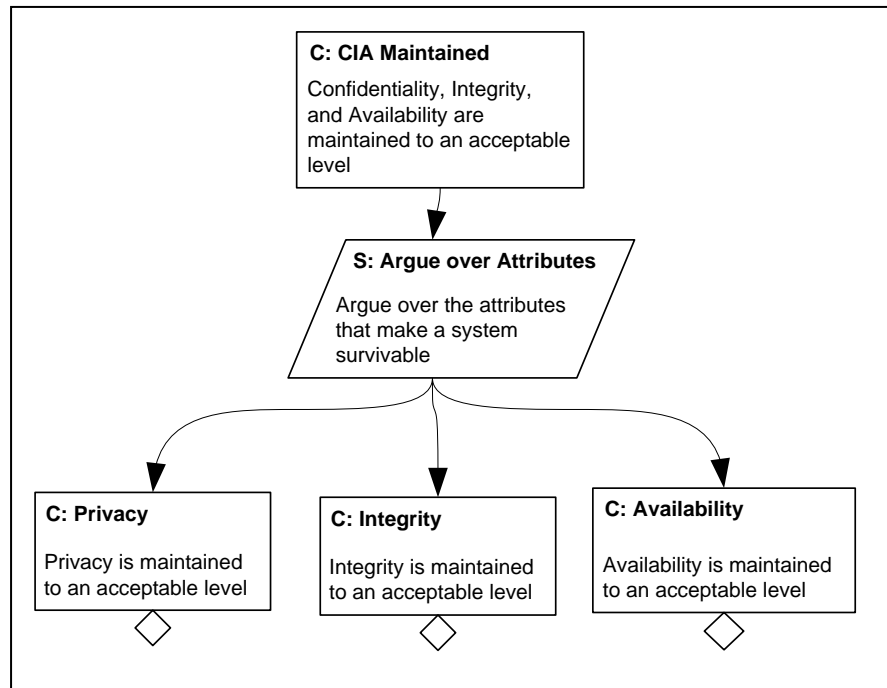 C: CIA Maintained
Confidentiality, Integrity,
and Availability are
maintained to an acceptable
level
S: Argue over Attributes
Argue over the attributes
that make a system
survivable
C: Privacy
Privacy is maintained
to an acceptable level
C: Integrity
Integrity is maintained
to an acceptable level
C: Availability
Availability is maintained
to an acceptable level